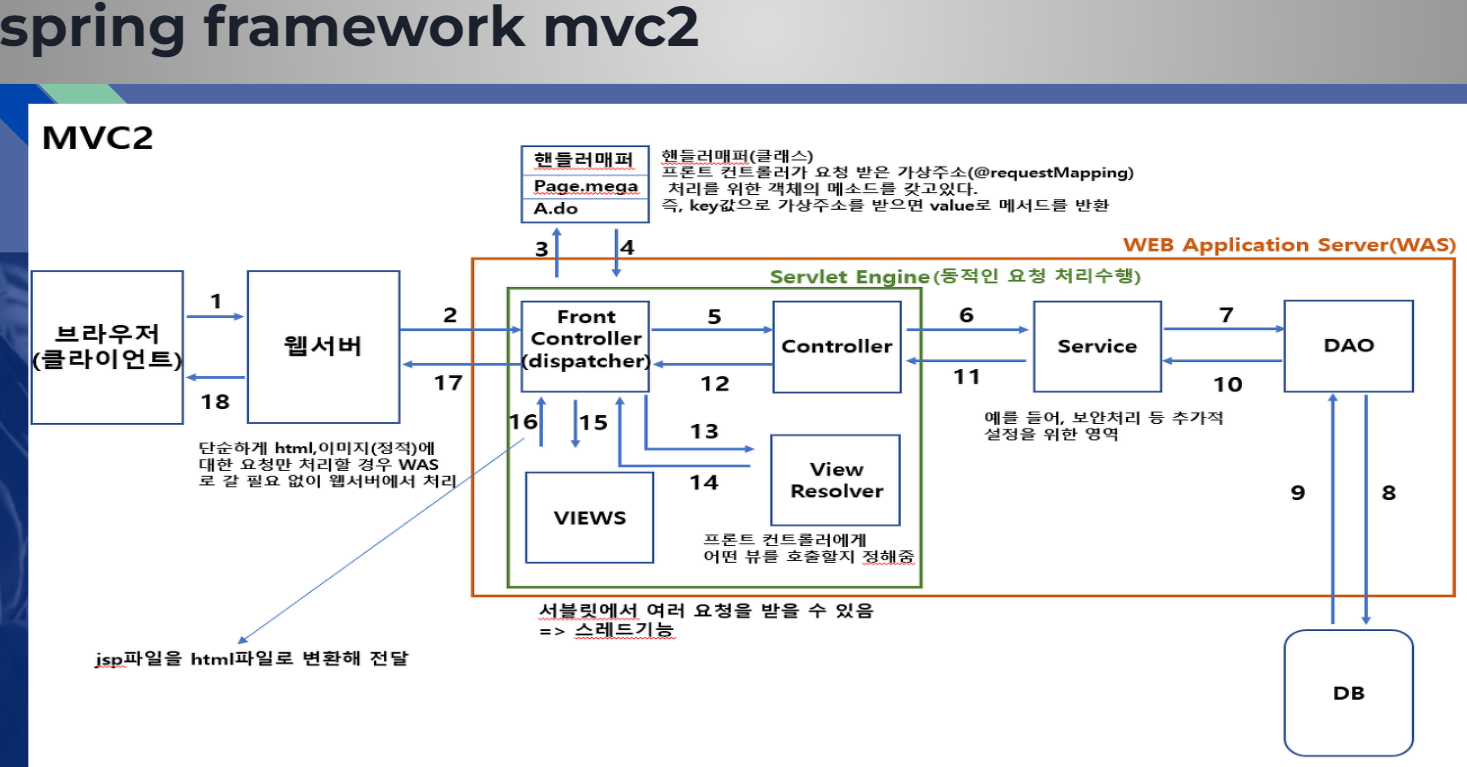 spring framework mvc2
MVC2
핸들러매퍼
Page.mega
A.do
핸들러매퍼(클래스)
프론트 컨트롤러가 요청 받은 가상주소(@requestMapping)
처리를 위한 객체의 메소드를 갖고있다.
즉, key값으로 가상주소를 받으면 value로 메서드를 반환
3
4
WEB Application Server(WAS)
Servlet Engine(동적인 요청 처리수행)
브라우저
(클라이언트)
1
18
웹서버
2
17
Front
Controller
(dispatcher)
5
12
Controller
6
11
Service
7
10
DAO
단순하게 html,이미지(정적)에
대한 요청만 처리할 경우 WAS
로 갈 필요 없이 웹서버에서 처리
16
15
13
14
VIEWS
View
Resolver
프론트 컨트롤러에게
어떤 뷰를 호출할지 정해줌
예를 들어, 보안처리 등 추가적
설정을 위한 영역
9
8
서블릿에서 여러 요청을 받을 수 있음
=> 스레드기능
jsp파일을 html파일로 변환해 전달
DB